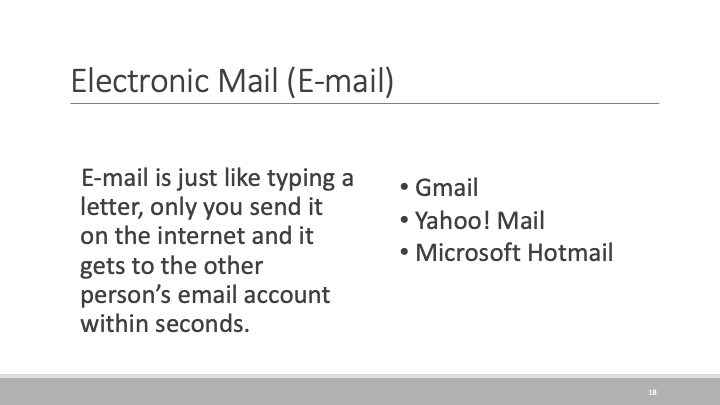 Electronic Mail (E-mail)
E-mail is just like typing a
letter, only you send it
on the internet and it
gets to the other
person’s email account
within seconds.
• Gmail
• Yahoo! Mail
• Microsoft Hotmail
18